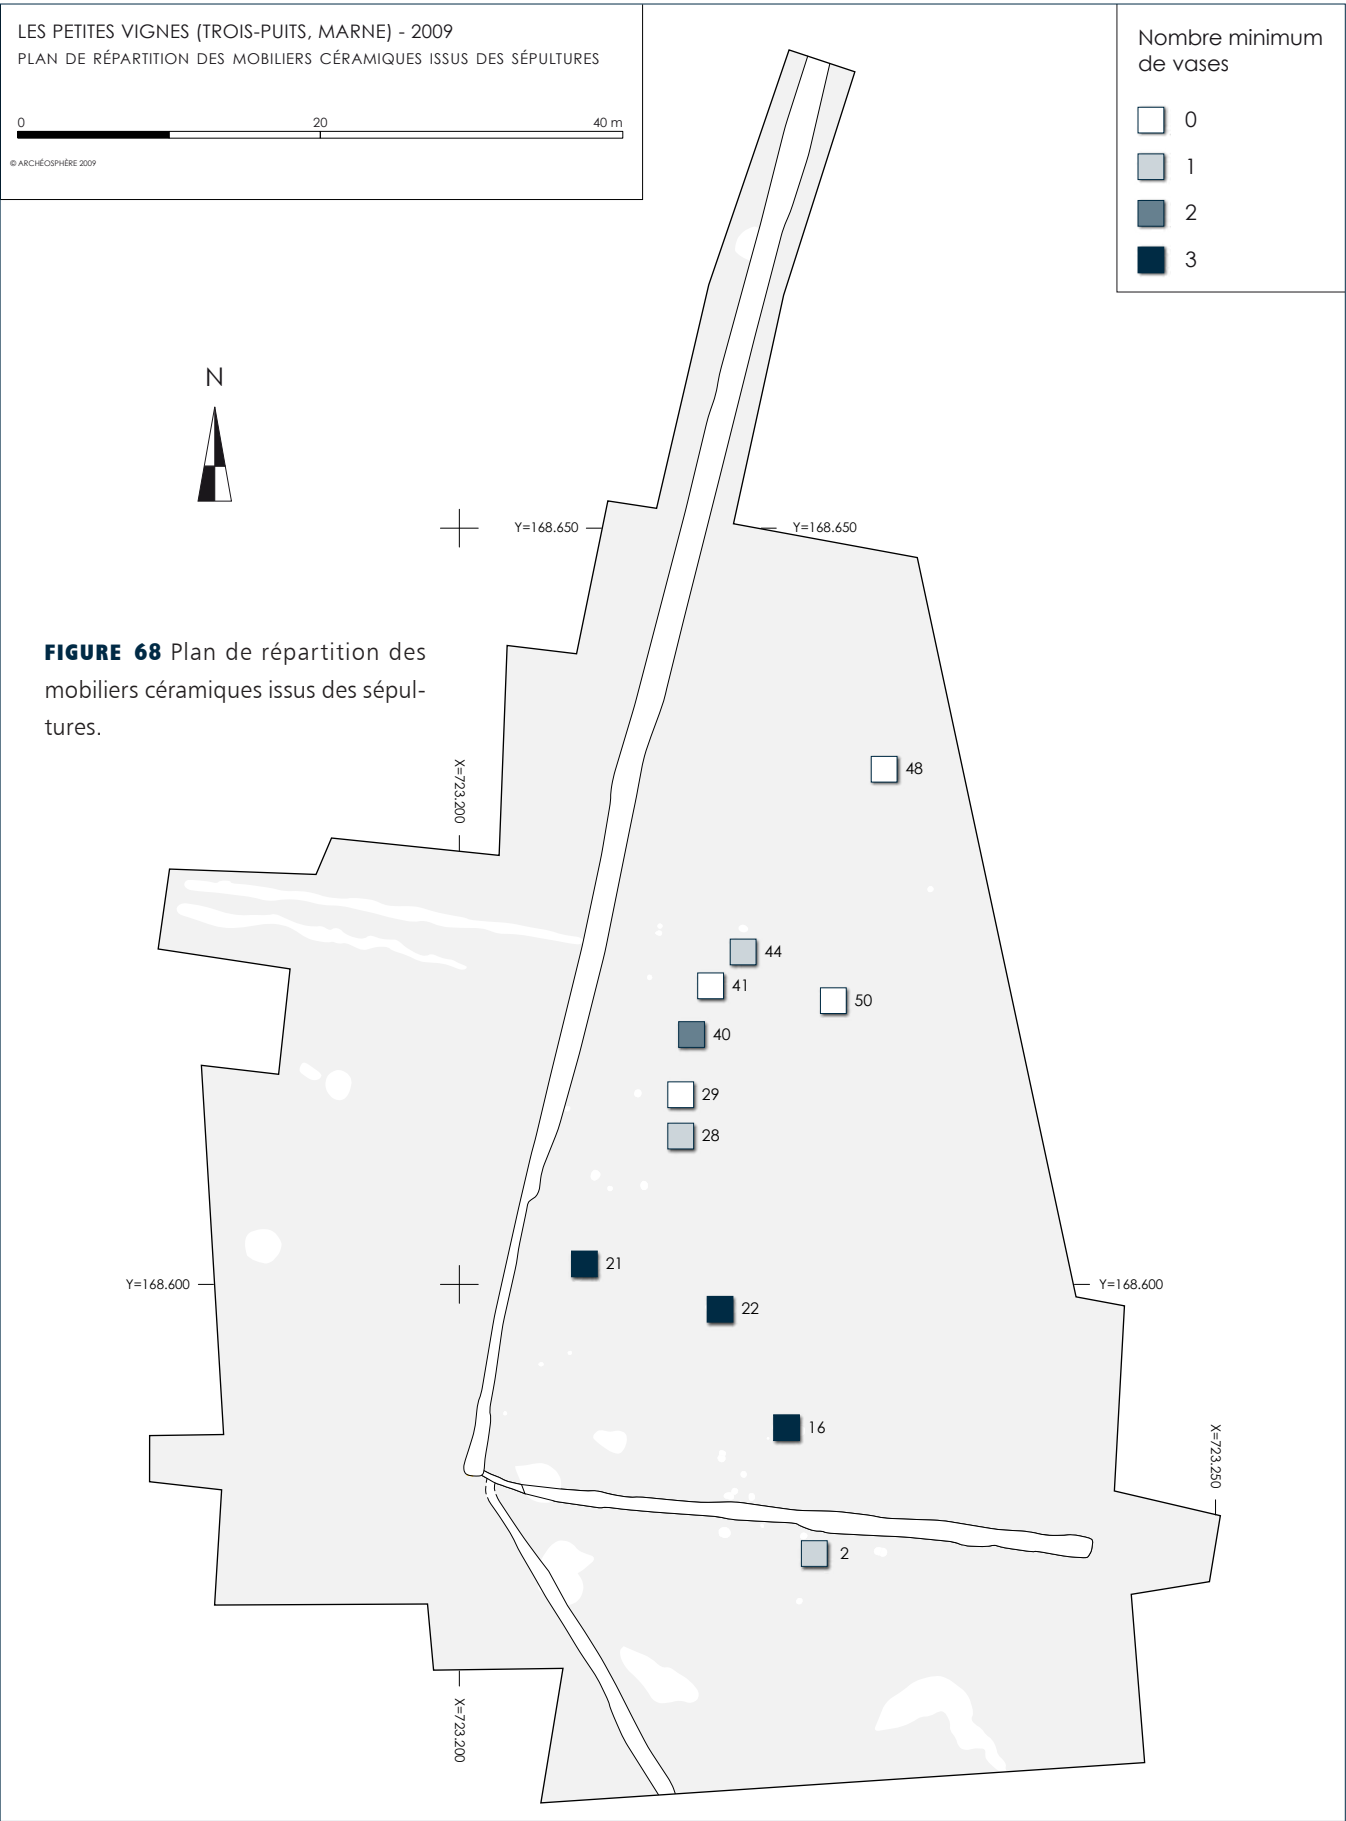 LES PETITES VIGNES (TROIS-PUITS, MARNE) - 2009
PLAN DE RÉPARTITION DES MOBILIERS CÉRAMIQUES ISSUS DES SÉPULTURES
0 20 40 m
© ARCHÉOSPHÈRE 2009
Nombre minimum
de vases
0
1
2
3
N
Y=168.650
Y=168.650
FIGURE 68 Plan de répartition des
mobiliers céramiques issus des sépul-
tures.
X=723.200
48
44
41
50
40
29
28
21
Y=168.600
Y=168.600
22
16
X=723.250
2
X=723.200